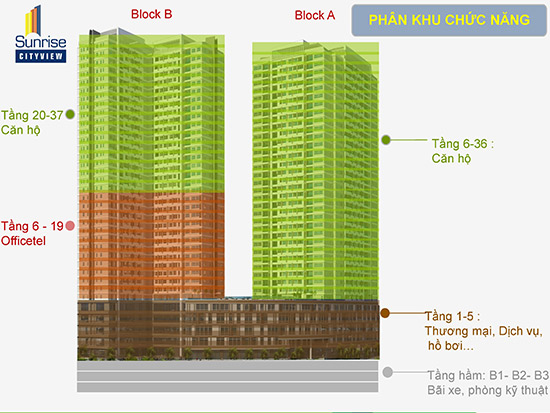 Sunrise
CITYVIEW
Block B
Block A
PHÂN KHU CHỨC NĂNG
Tầng 20-37
Căn hộ
Tầng 6-36 :
Căn hộ
Tầng 6 - 19
Officetel
Tầng 1-5 :
Thương mại, Dịch vụ,
hồ bơi...
Tầng hầm: B1- B2- B3
Bãi xe, phòng kỹ thuật